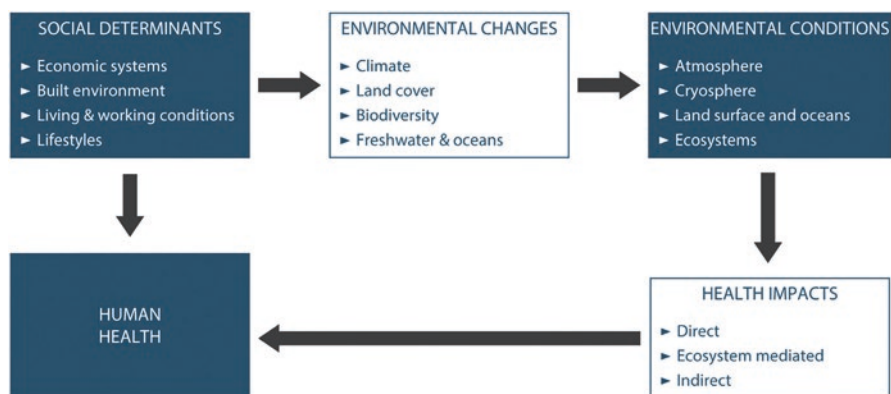 SOCIAL DETERMINANTS
► Economic systems
► Built environment
► Living & working conditions
► Lifestyles
ENVIRONMENTAL CHANGES
► Climate
► Land cover
► Biodiversity
► Freshwater & oceans
ENVIRONMENTAL CONDITIONS
► Atmosphere
► Cryosphere
► Land surface and oceans
► Ecosystems
HUMAN
HEALTH
HEALTH IMPACTS
► Direct
► Ecosystem mediated
► Indirect